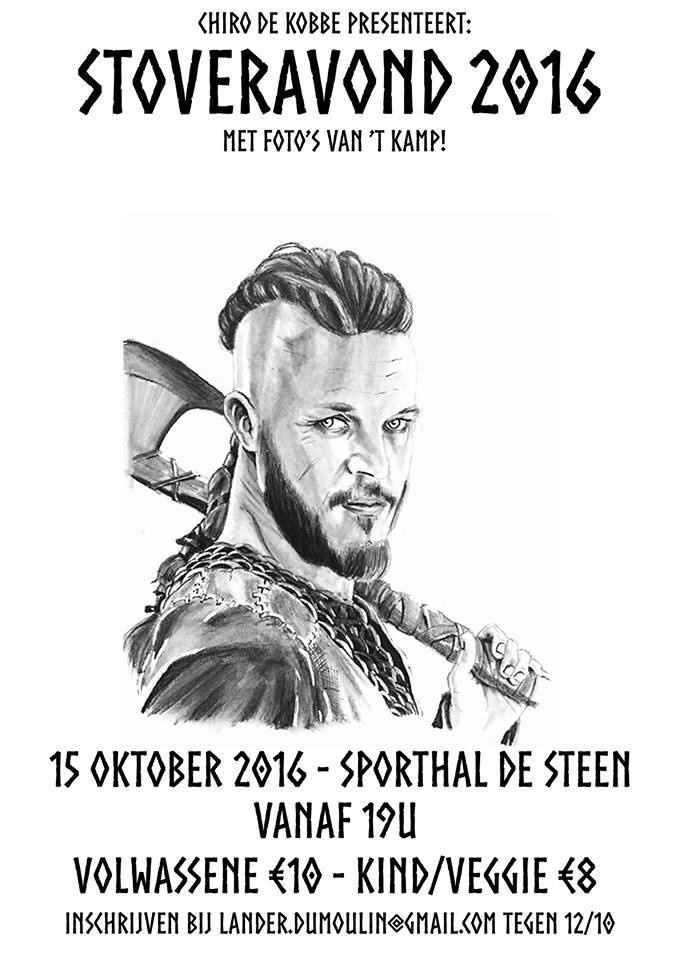 CHIRO DE KOBBE PRESENTEERT:
STOVERAVOND 2016
MET FOTO'S VAN 'T KAMP!
15 OKTOBER 2016 - SPORTHAL DE STEEN
VANAF 19U
VOLWASSENE €10 - KIND/VEGGIE €8
INSCHRIJVEN BIJ LANDER.DUMOULIN@GMAIL.COM TEGEN 12/10